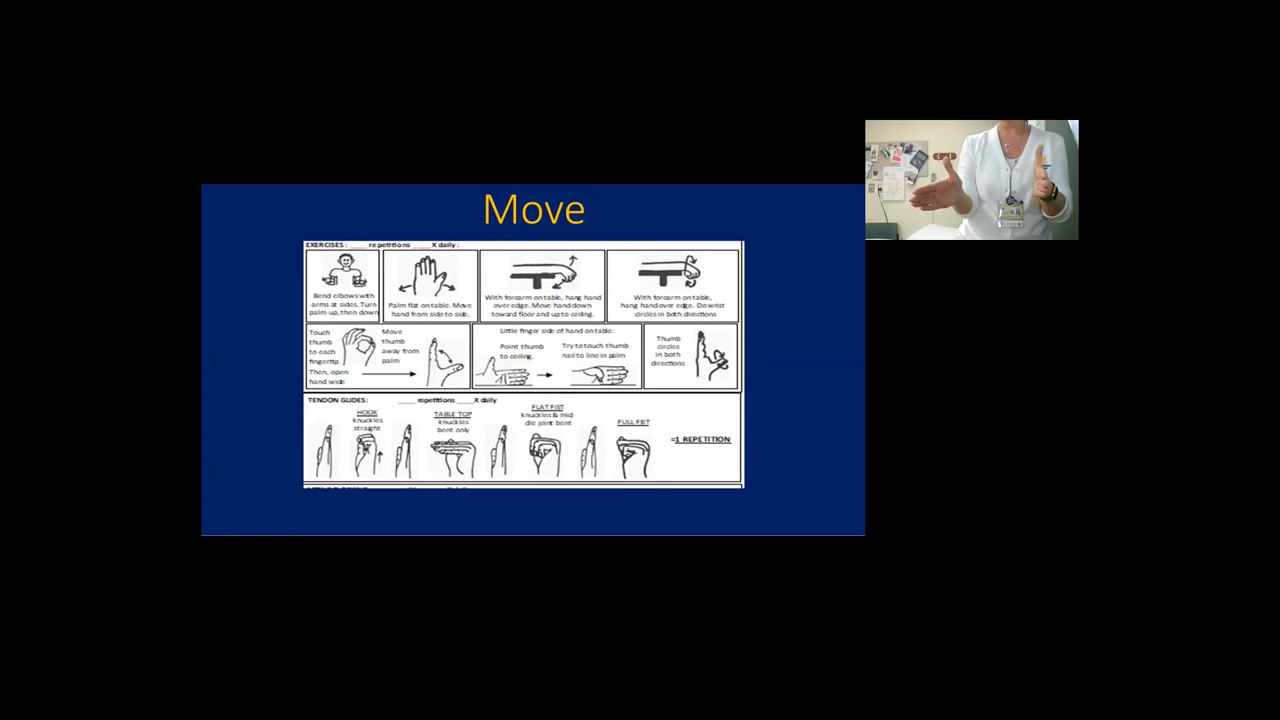 Move
EXERCISES: ____ repetitions ____X daily:
Bend elbows with
arms at sides. Turn
palm up, then down
Palm flat on table. Move
hand from side to side.
With forearm on table, hang hand
over edge. Move hand down
toward floor and up to ceiling.
With forearm on table,
hang hand over edge. Do wrist
circles in both directions
Touch
thumb
to each
fingertip.
Then, open
hand wide
Move
thumb
away from
palm
Little finger side of hand on table:
Point thumb
to ceiling.
Try to touch thumb
nail to line in palm
Thumb
circles
in both
directions
TENDON GLIDES: ____ repetitions ____X daily
HOOK
knuckles
straight
TABLE TOP
knuckles
bent only
FLAT FIST
knuckles & mid-
dle joint bent
FULL FIST
=1 REPETITION